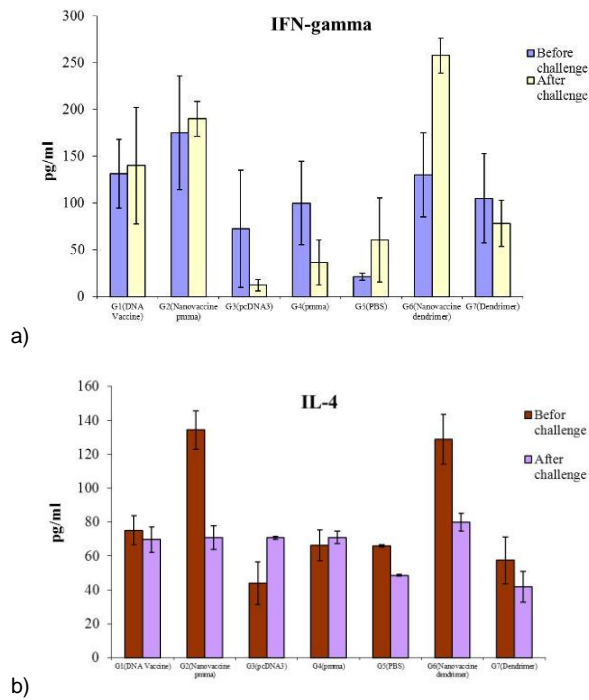 IFN-gamma
300
250
200
150
100
50
0
pg/ml
Before
challenge
After
challenge
G1(DNA
Vaccine)
G2(Nanovaccine
pmma)
G3(pcDNA3)
G4(pmma)
G5(PBS)
G6(Nanovaccine
dendrimer)
G7(Dendrimer)
a)
IL-4
160
140
120
100
80
60
40
20
0
pg/ml
Befor
challenge
After
challenge
G1(DNA Vaccine)
G2(Nanovaccine
pmma)
G3(pcDNA3)
G4(pmma)
G5(PBS)
G6(Nanovaccine
dendrimer)
G7(Dendrimer)
b)